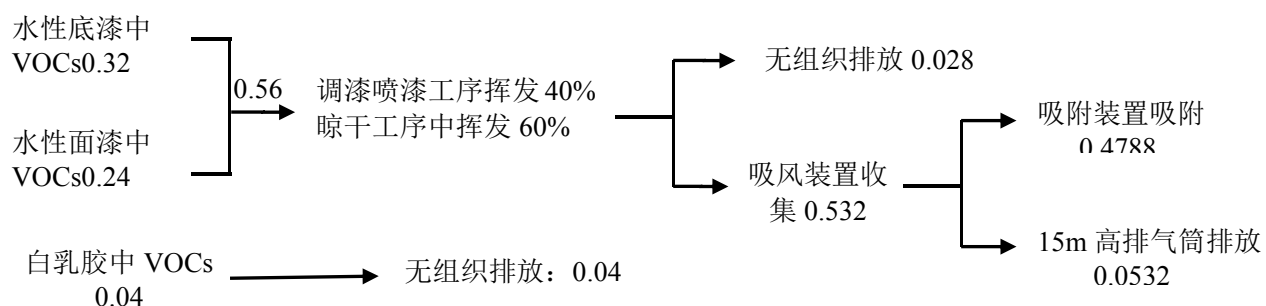 水性底漆中
VOCs0.32
0.56
水性面漆中
VOCs0.24
调漆喷漆工序挥发 40%
晾干工序中挥发 60%
无组织排放 0.028
吸风装置收
集 0.532
吸附装置吸附
0.4788
15m 高排气筒排放
0.0532
白乳胶中 VOCs
0.04
无组织排放：0.04